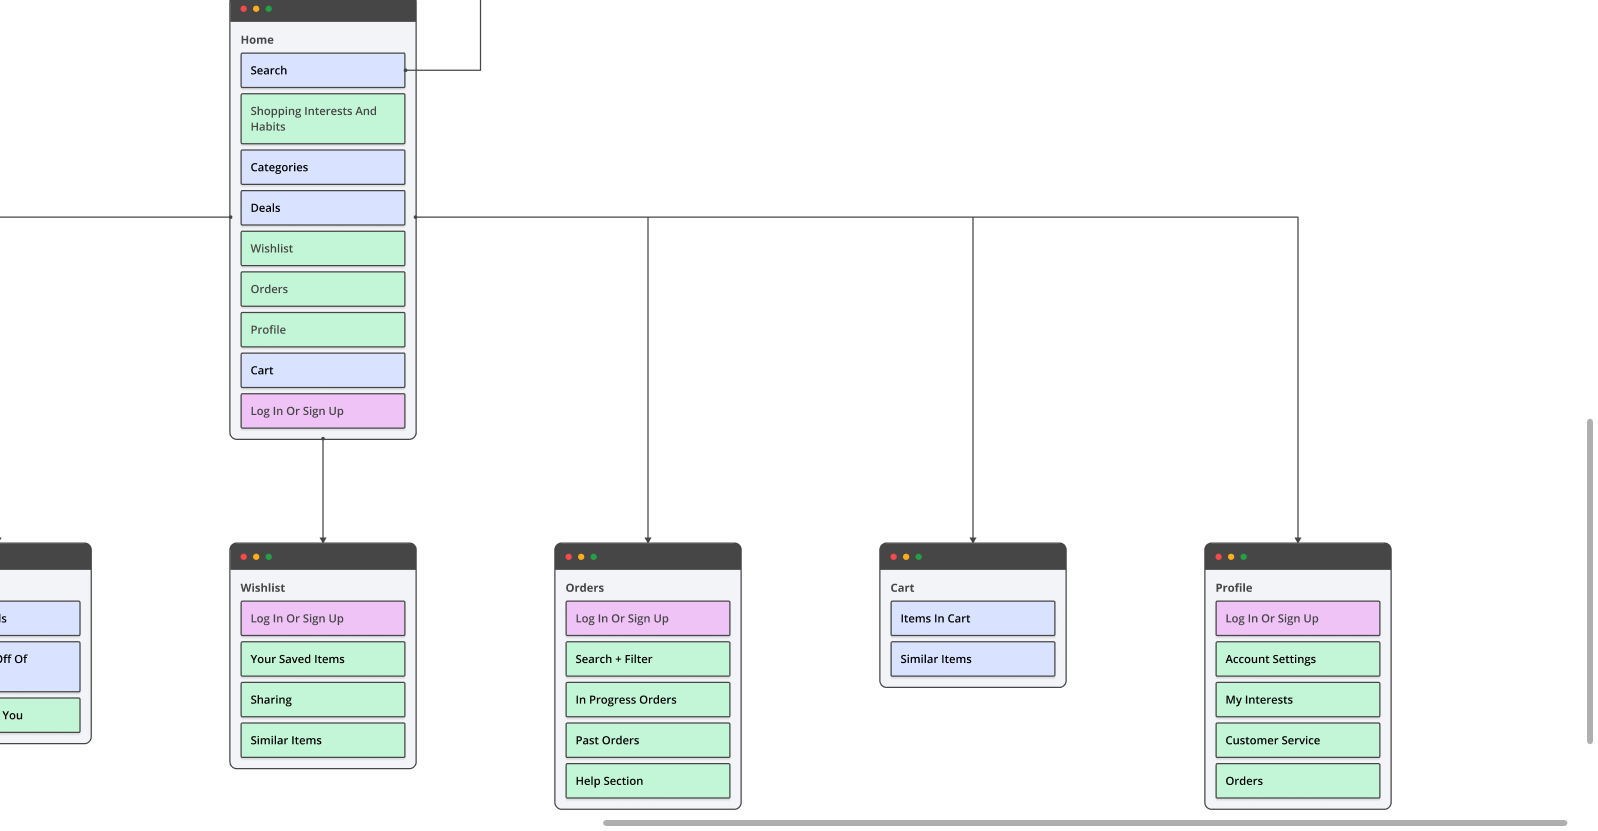 Home
Search
Shopping Interests And
Habits
Categories
Deals
Wishlist
Orders
Profile
Cart
Log In Or Sign Up
Off Of
You
Wishlist
Log In Or Sign Up
Your Saved Items
Sharing
Similar Items
Orders
Log In Or Sign Up
Search + Filter
In Progress Orders
Past Orders
Help Section
Cart
Items In Cart
Similar Items
Profile
Log In Or Sign Up
Account Settings
My Interests
Customer Service
Orders